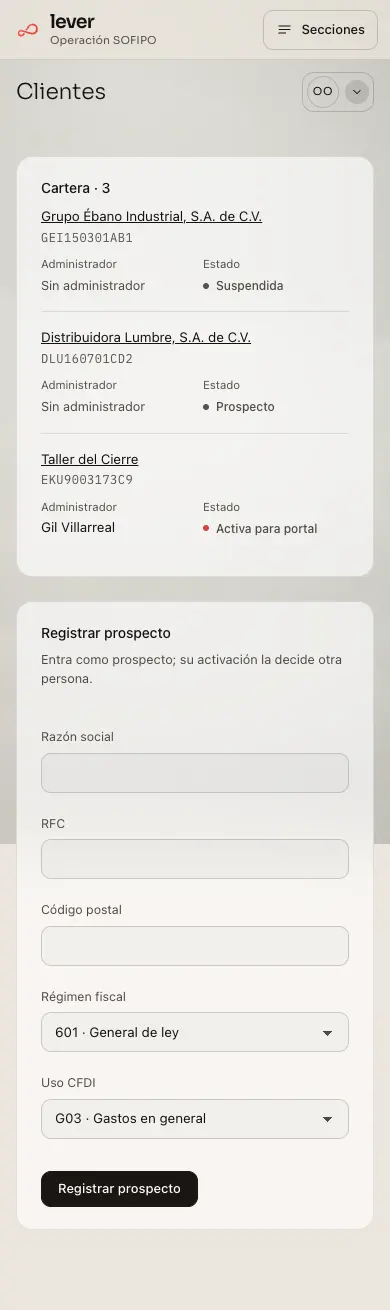 lever
Operación SOFIPO
Secciones
Clientes
OO
Cartera · 3
Grupo Ébano Industrial, S.A. de C.V.
GEI150301AB1
Administrador Estado
Sin administrador Suspendida
Distribuidora Lumbre, S.A. de C.V.
DLU160701CD2
Administrador Estado
Sin administrador Prospecto
Taller del Cierre
EKU9003173C9
Administrador Estado
Gil Villarreal Activa para portal
Registrar prospecto
Entra como prospecto; su activación la decide otra
persona.
Razón social
RFC
Código postal
Régimen fiscal
601 · General de ley
Uso CFDI
G03 · Gastos en general
Registrar prospecto